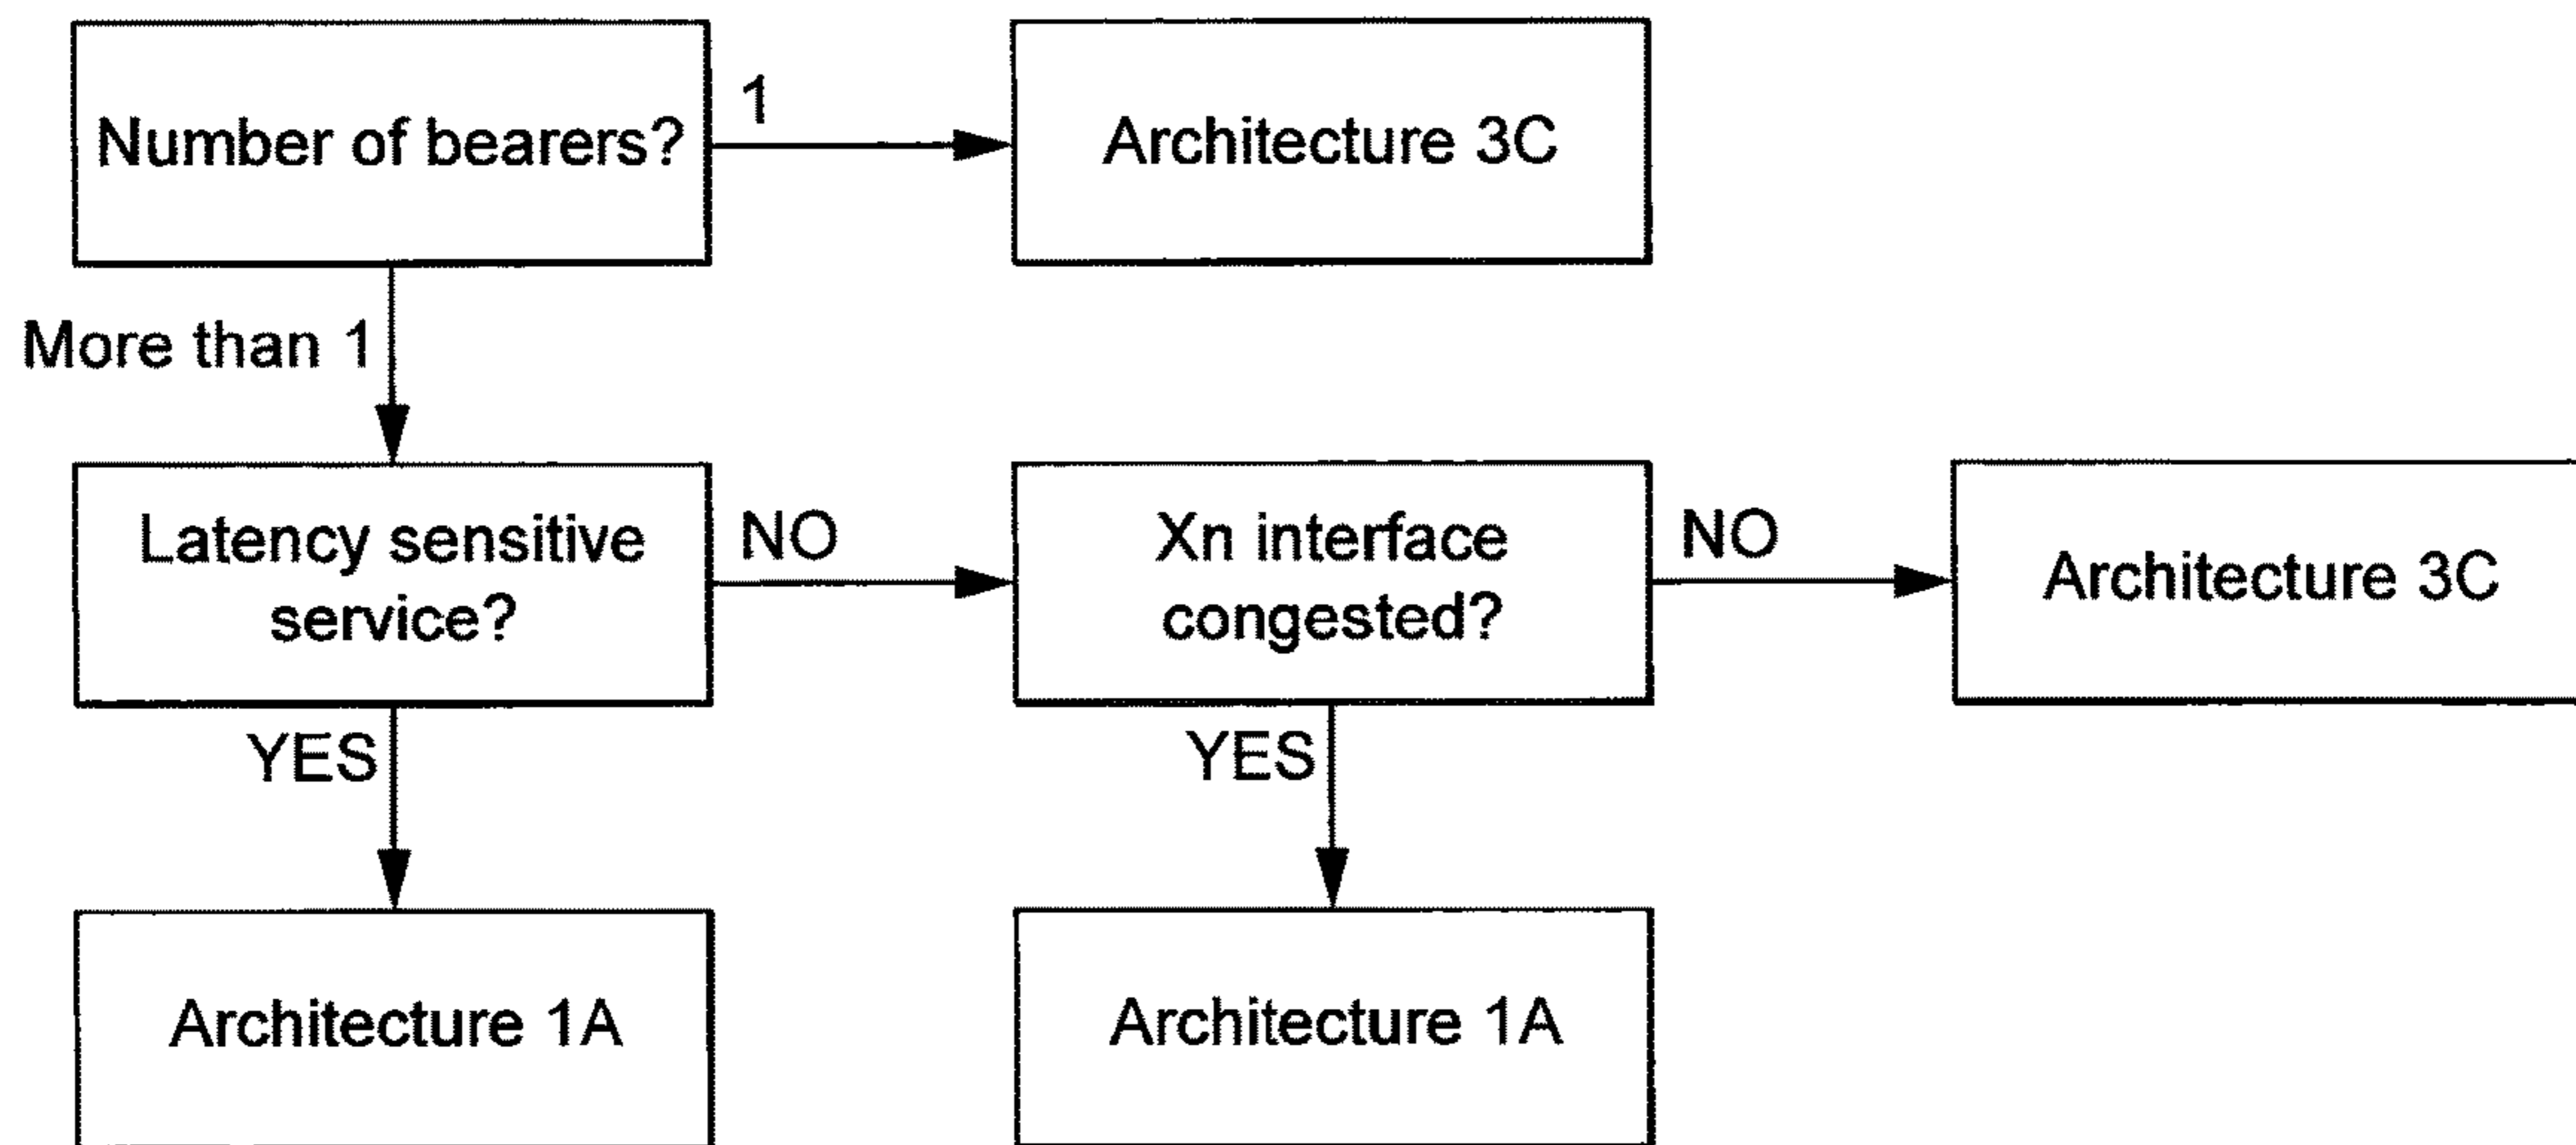 Number of bearers?
1
Architecture 3C
More than 1
Latency sensitive
service?
NO
Xn interface
congested?
NO
Architecture 3C
YES
YES
Architecture 1A
Architecture 1A